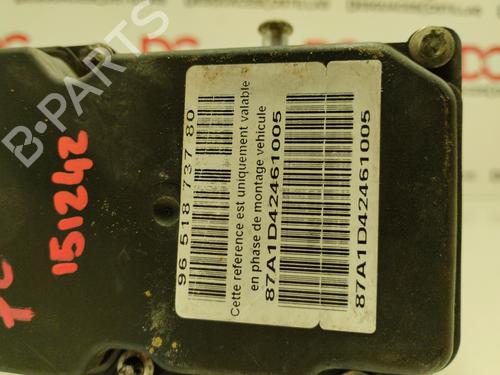 96 518 737 80
Cette reference est uniquement valable
en phase de montage vehicule
87A1D42461005
87A1D42461005
151242
B-PARTS